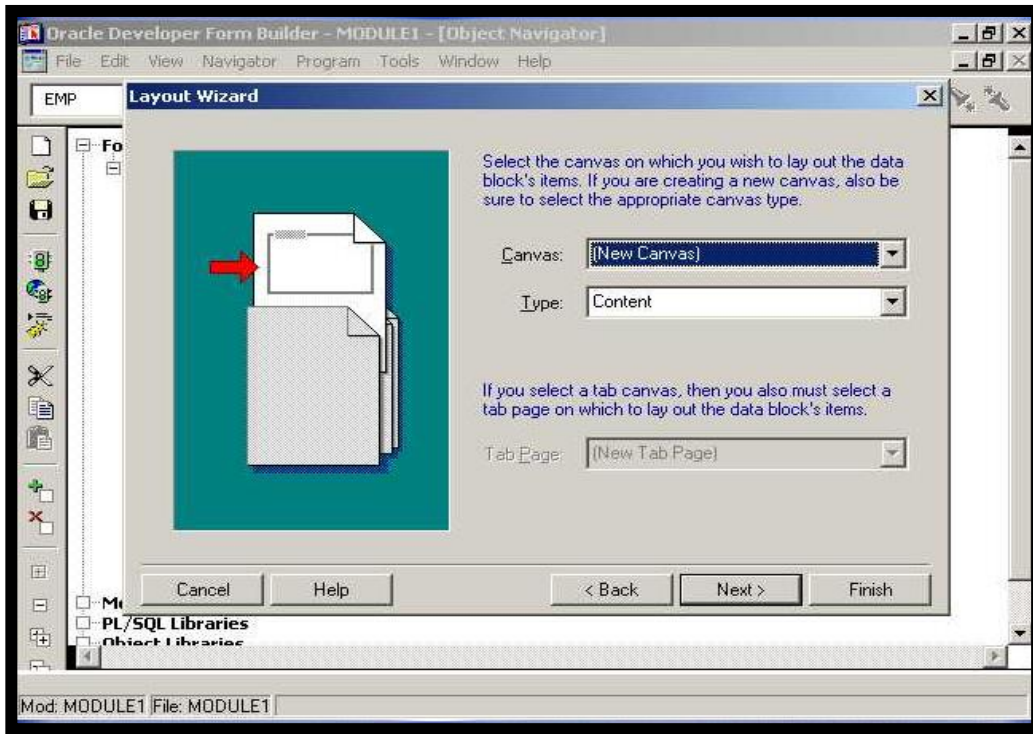 Oracle Developer Form Builder - MODULE1 - [Object Navigator]
File Edit View Navigator Program Tools Window Help
EMP
Layout Wizard
Fo
Select the canvas on which you wish to lay out the data
block's items. If you are creating a new canvas, also be
sure to select the appropriate canvas type.
Canvas: (New Canvas)
Type: Content
If you select a tab canvas, then you also must select a
tab page on which to lay out the data block's items.
Tab Page: (New Tab Page)
Cancel Help < Back Next > Finish
PL/SQL Libraries
Object Libraries
Mod: MODULE1 File: MODULE1